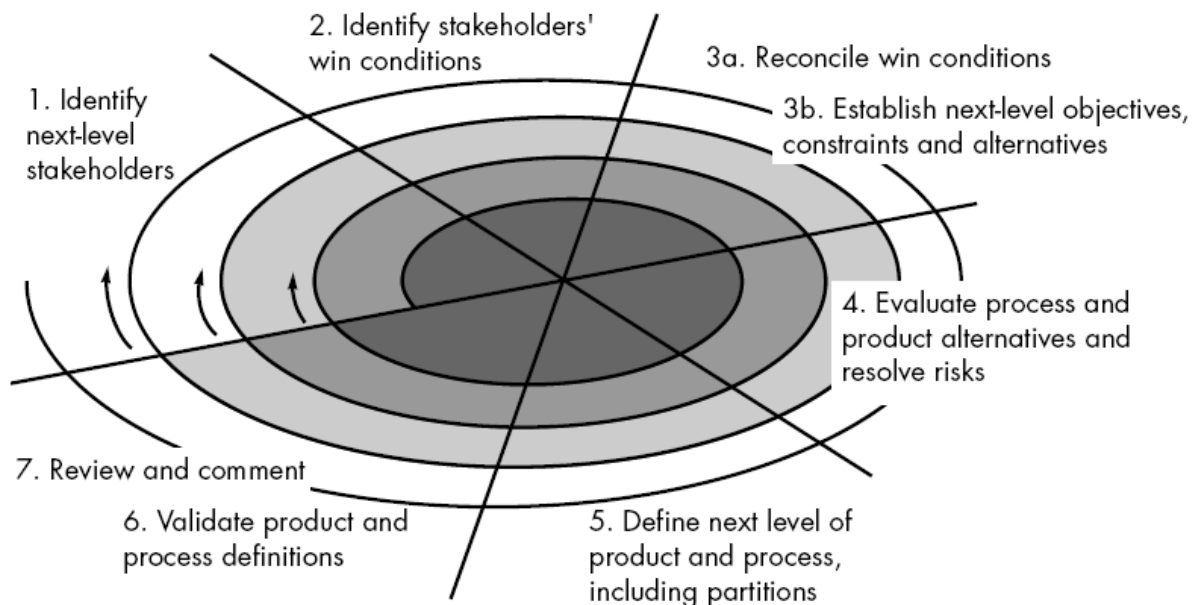 1. Identify
next-level
stakeholders
2. Identify stakeholders'
win conditions
3a. Reconcile win conditions
3b. Establish next-level objectives,
constraints and alternatives
4. Evaluate process and
product alternatives and
resolve risks
5. Define next level of
product and process,
including partitions
6. Validate product and
process definitions
7. Review and comment